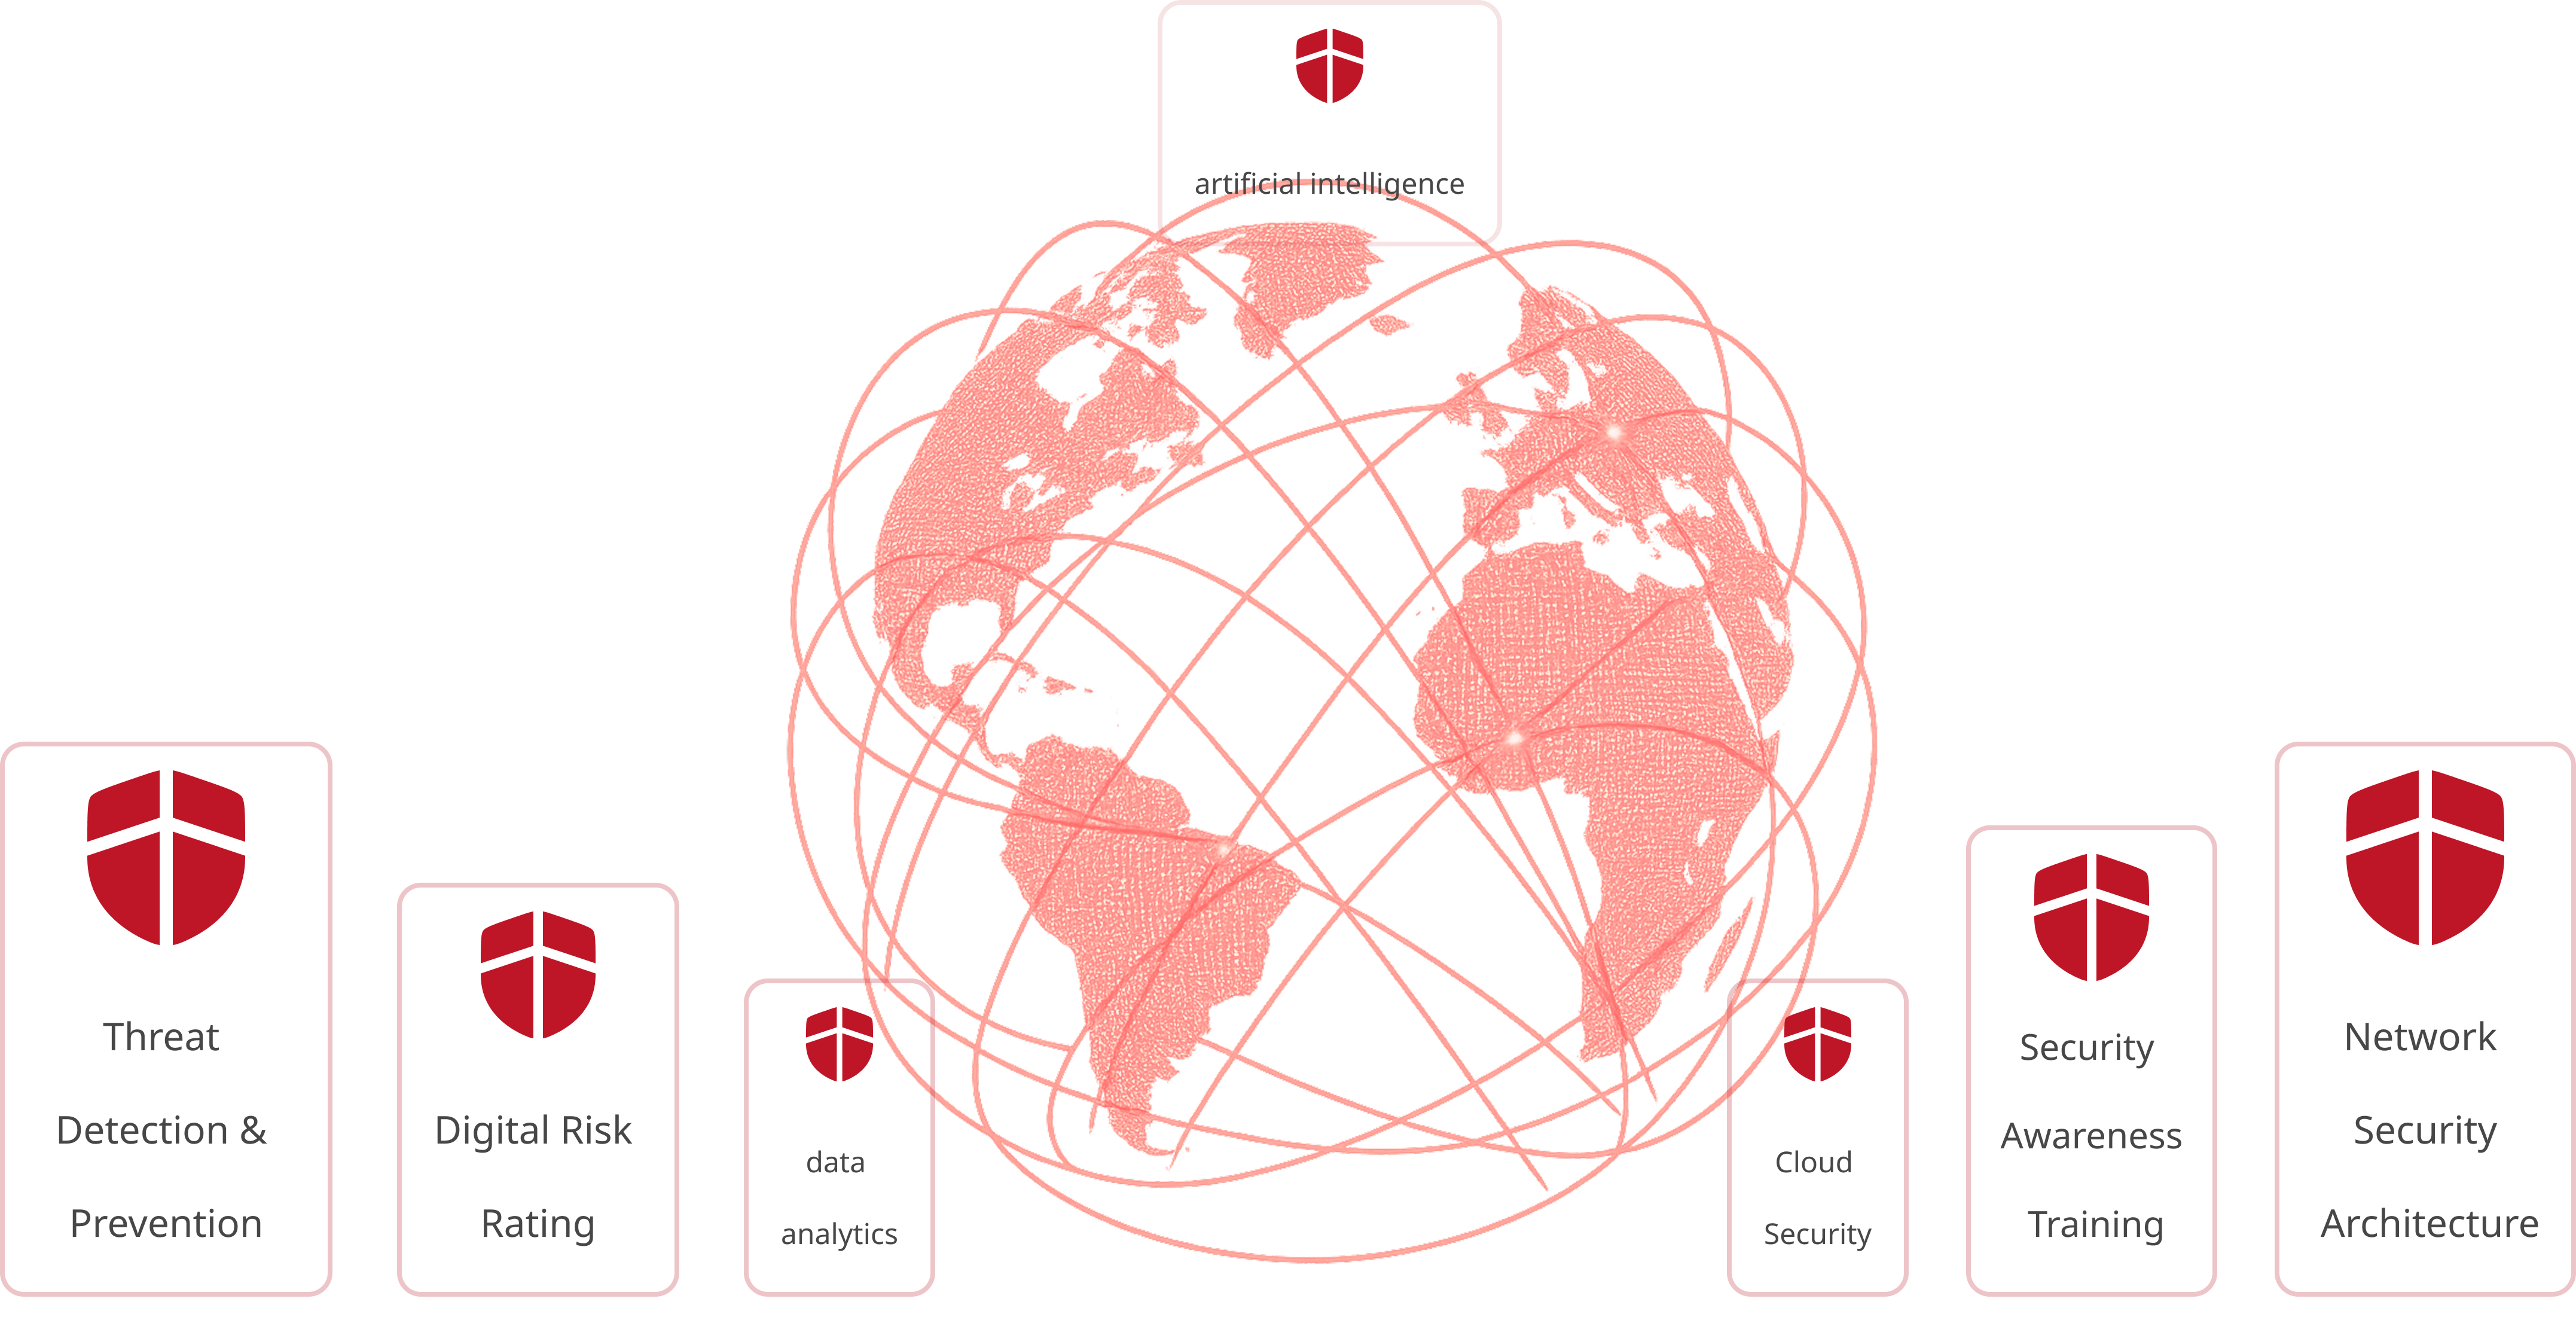 artificial intelligence
Threat
Detection &
Prevention
Digital Risk
Rating
data
analytics
Cloud
Security
Security
Awareness
Training
Network
Security
Architecture